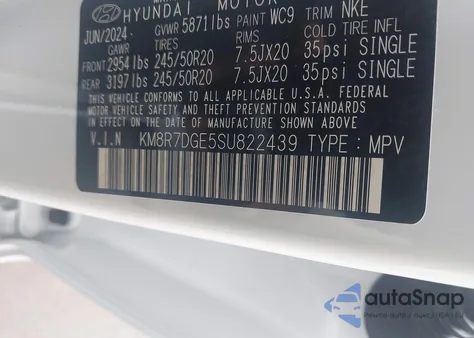 HYUNDAI MOTOR
JUN/2024 GVWR 5871lbs PAINT WC9 TRIM NKE
GAWR TIRES RIMS COLD TIRE INFL
FRONT 2954lbs 245/50R20 7.5JX20 35psi SINGLE
REAR 3197lbs 245/50R20 7.5JX20 35psi SINGLE
THIS VEHICLE CONFORMS TO ALL APPLICABLE U.S.A. FEDERAL
MOTOR VEHICLE SAFETY AND THEFT PREVENTION STANDARDS
IN EFFECT ON THE DATE OF MANUFACTURE SHOWN ABOVE.
V.I.N KM8R7DGE5SU822439 TYPE : MPV
autoSnap